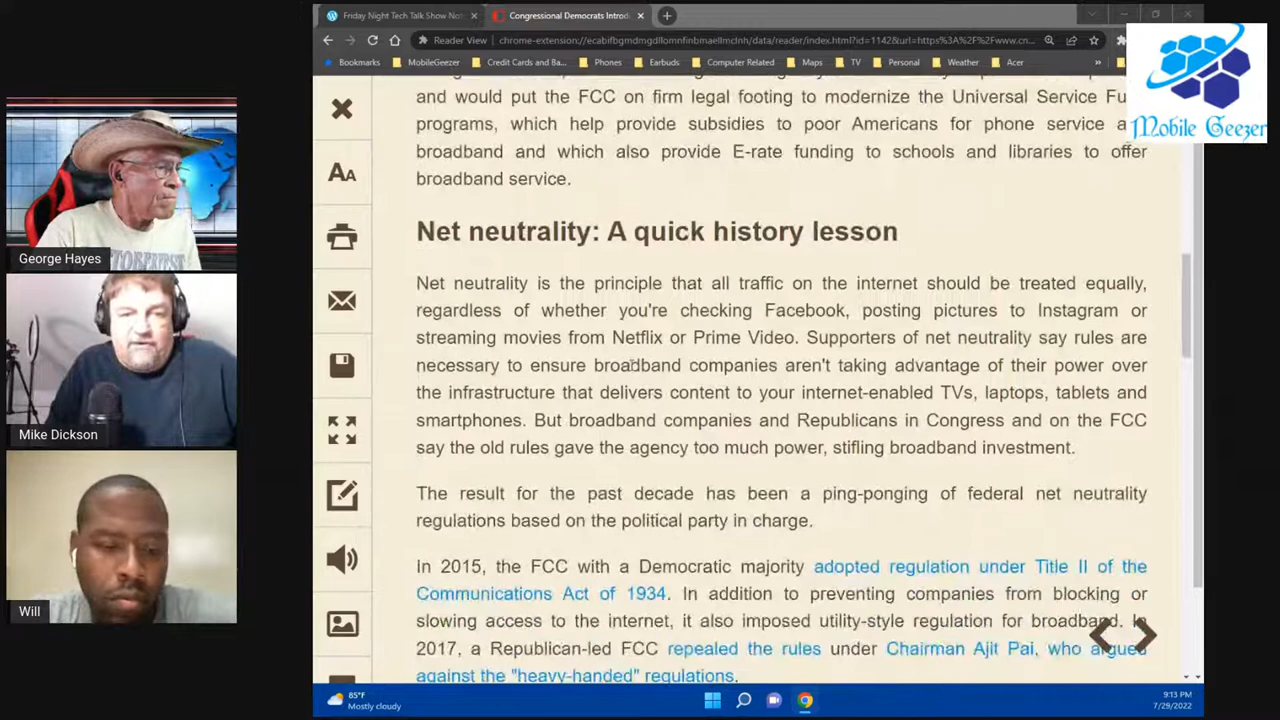 Friday Night Tech Talk Show No
Congressional Democrats Introdu
Reader View
chrome-extension://ecabifbgmdmgdllomnfinbmaellmclnh/data/reader/index.html?id=1142&url=https%3A%2F%2Fwww.cn...
Bookmarks
MobileGeezer
Credit Cards and Ba...
Phones
Earbuds
Computer Related
Maps
TV
Personal
Weather
Acer
»
Mobile Geezer
and would put the FCC on firm legal footing to modernize the Universal Service Fu
programs, which help provide subsidies to poor Americans for phone service a
broadband and which also provide E-rate funding to schools and libraries to offer
broadband service.
Net neutrality: A quick history lesson
Net neutrality is the principle that all traffic on the internet should be treated equally,
regardless of whether you're checking Facebook, posting pictures to Instagram or
streaming movies from Netflix or Prime Video. Supporters of net neutrality say rules are
necessary to ensure broadband companies aren't taking advantage of their power over
the infrastructure that delivers content to your internet-enabled TVs, laptops, tablets and
smartphones. But broadband companies and Republicans in Congress and on the FCC
say the old rules gave the agency too much power, stifling broadband investment.
The result for the past decade has been a ping-ponging of federal net neutrality
regulations based on the political party in charge.
In 2015, the FCC with a Democratic majority adopted regulation under Title II of the
Communications Act of 1934. In addition to preventing companies from blocking or
slowing access to the internet, it also imposed utility-style regulation for broadband. In
2017, a Republican-led FCC repealed the rules under Chairman Ajit Pai, who argued
against the "heavy-handed" regulations.
AA
George Hayes
Mike Dickson
Will
85°F
Mostly cloudy
9:13 PM
7/29/2022